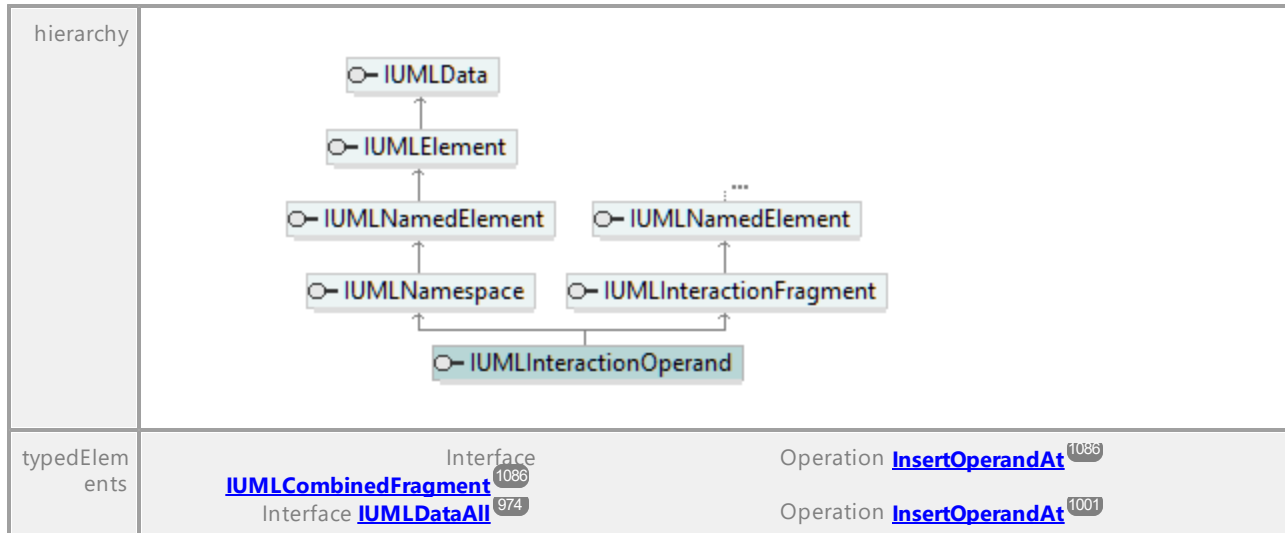 hierarchy
IUMLData
IUMLElement
...
IUMLNamedElement IUMLNamedElement
IUMLNamespace IUMLInteractionFragment
IUMLInteractionOperand
typedElem
ents
Interface
IUMLCombinedFragment 1086
Operation InsertOperandAt 1086
Interface IUMLDataAll 974
Operation InsertOperandAt 1001